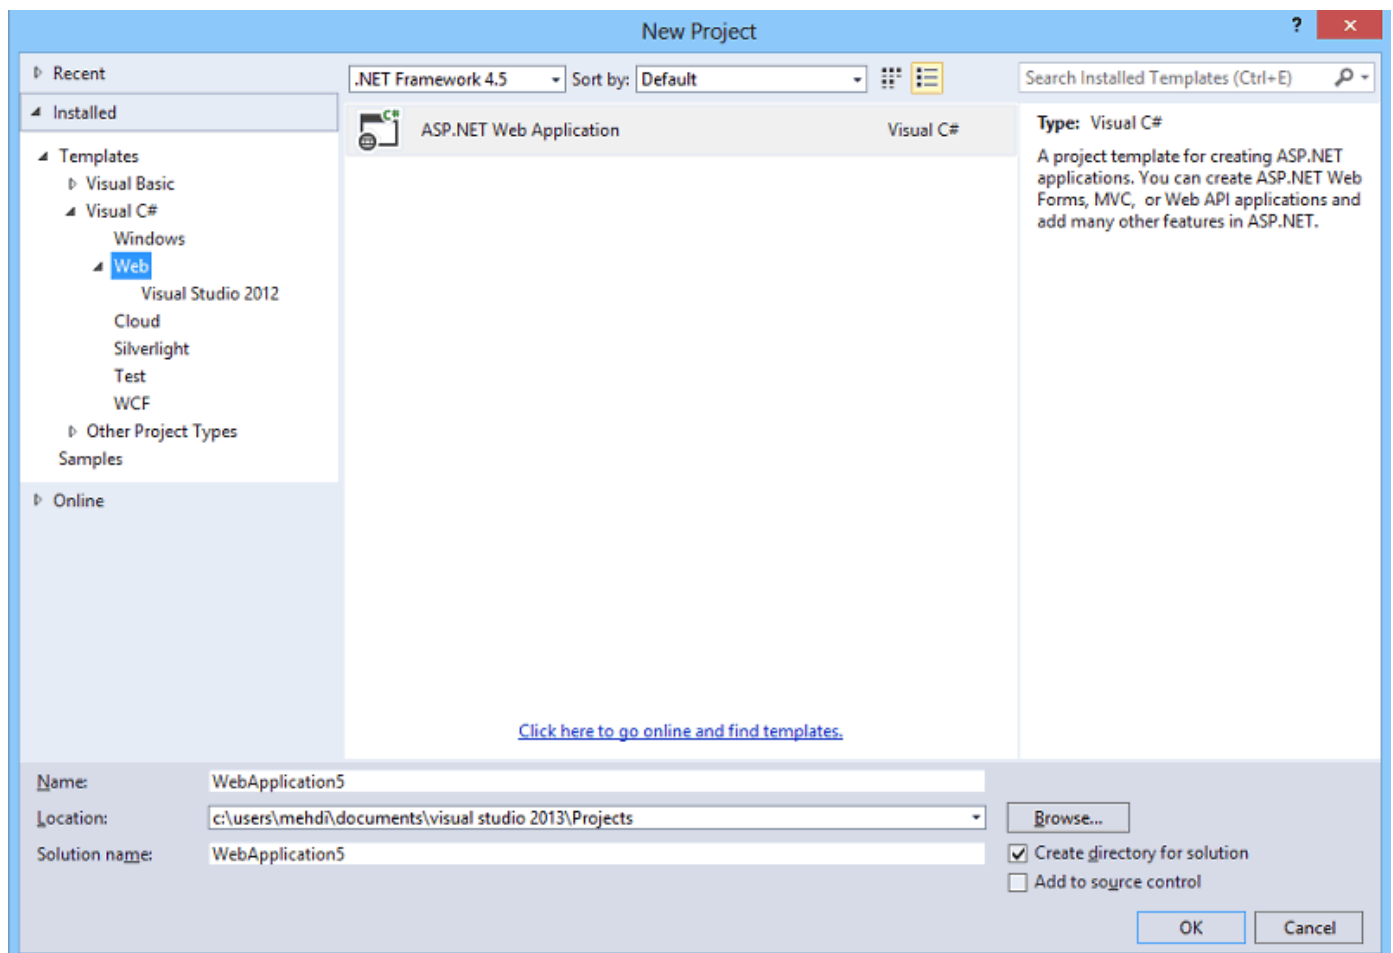 New Project
?
Recent
.NET Framework 4.5
Sort by:
Default
Search Installed Templates (Ctrl+E)
Installed
Templates
Visual Basic
Visual C#
Windows
Web
Visual Studio 2012
Cloud
Silverlight
Test
WCF
Other Project Types
Samples
Online
C#
ASP.NET Web Application
Visual C#
Click here to go online and find templates.
Type: Visual C#
A project template for creating ASP.NET
applications. You can create ASP.NET Web
Forms, MVC, or Web API applications and
add many other features in ASP.NET.
Name:
WebApplication5
Location:
c:\users\mehdi\documents\visual studio 2013\Projects
Browse...
Solution name:
WebApplication5
Create directory for solution
Add to source control
OK
Cancel